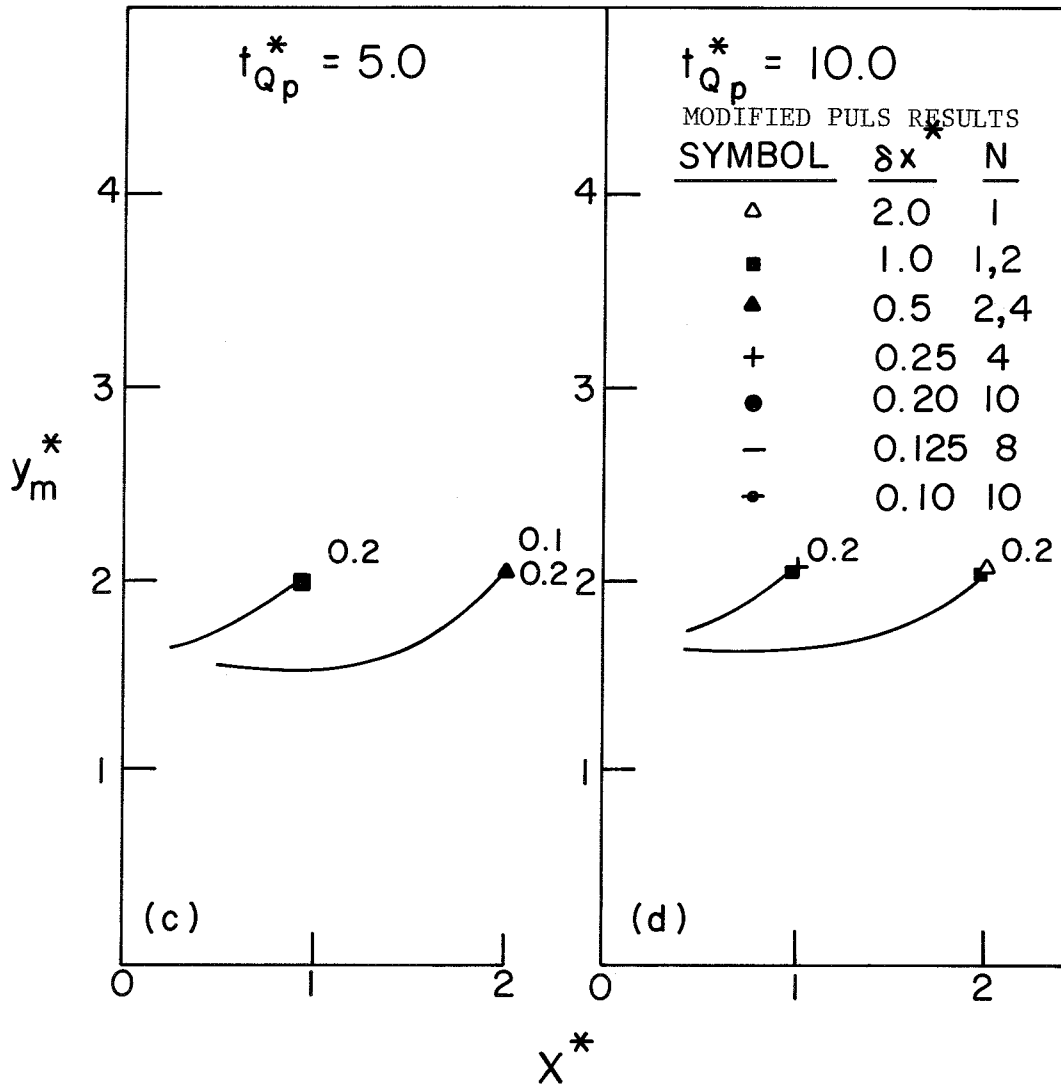 t*Qp = 5.0
4
3
2
1
0
1
2
0.2
0.1
0.2
(c)
y*m
t*Qp = 10.0
MODIFIED PULS RESULTS
SYMBOL δx* N
△ 2.0 1
■ 1.0 1,2
▲ 0.5 2,4
+ 0.25 4
● 0.20 10
— 0.125 8
0.10 10
4
3
2
1
0
1
2
0.2
0.2
(d)
X*